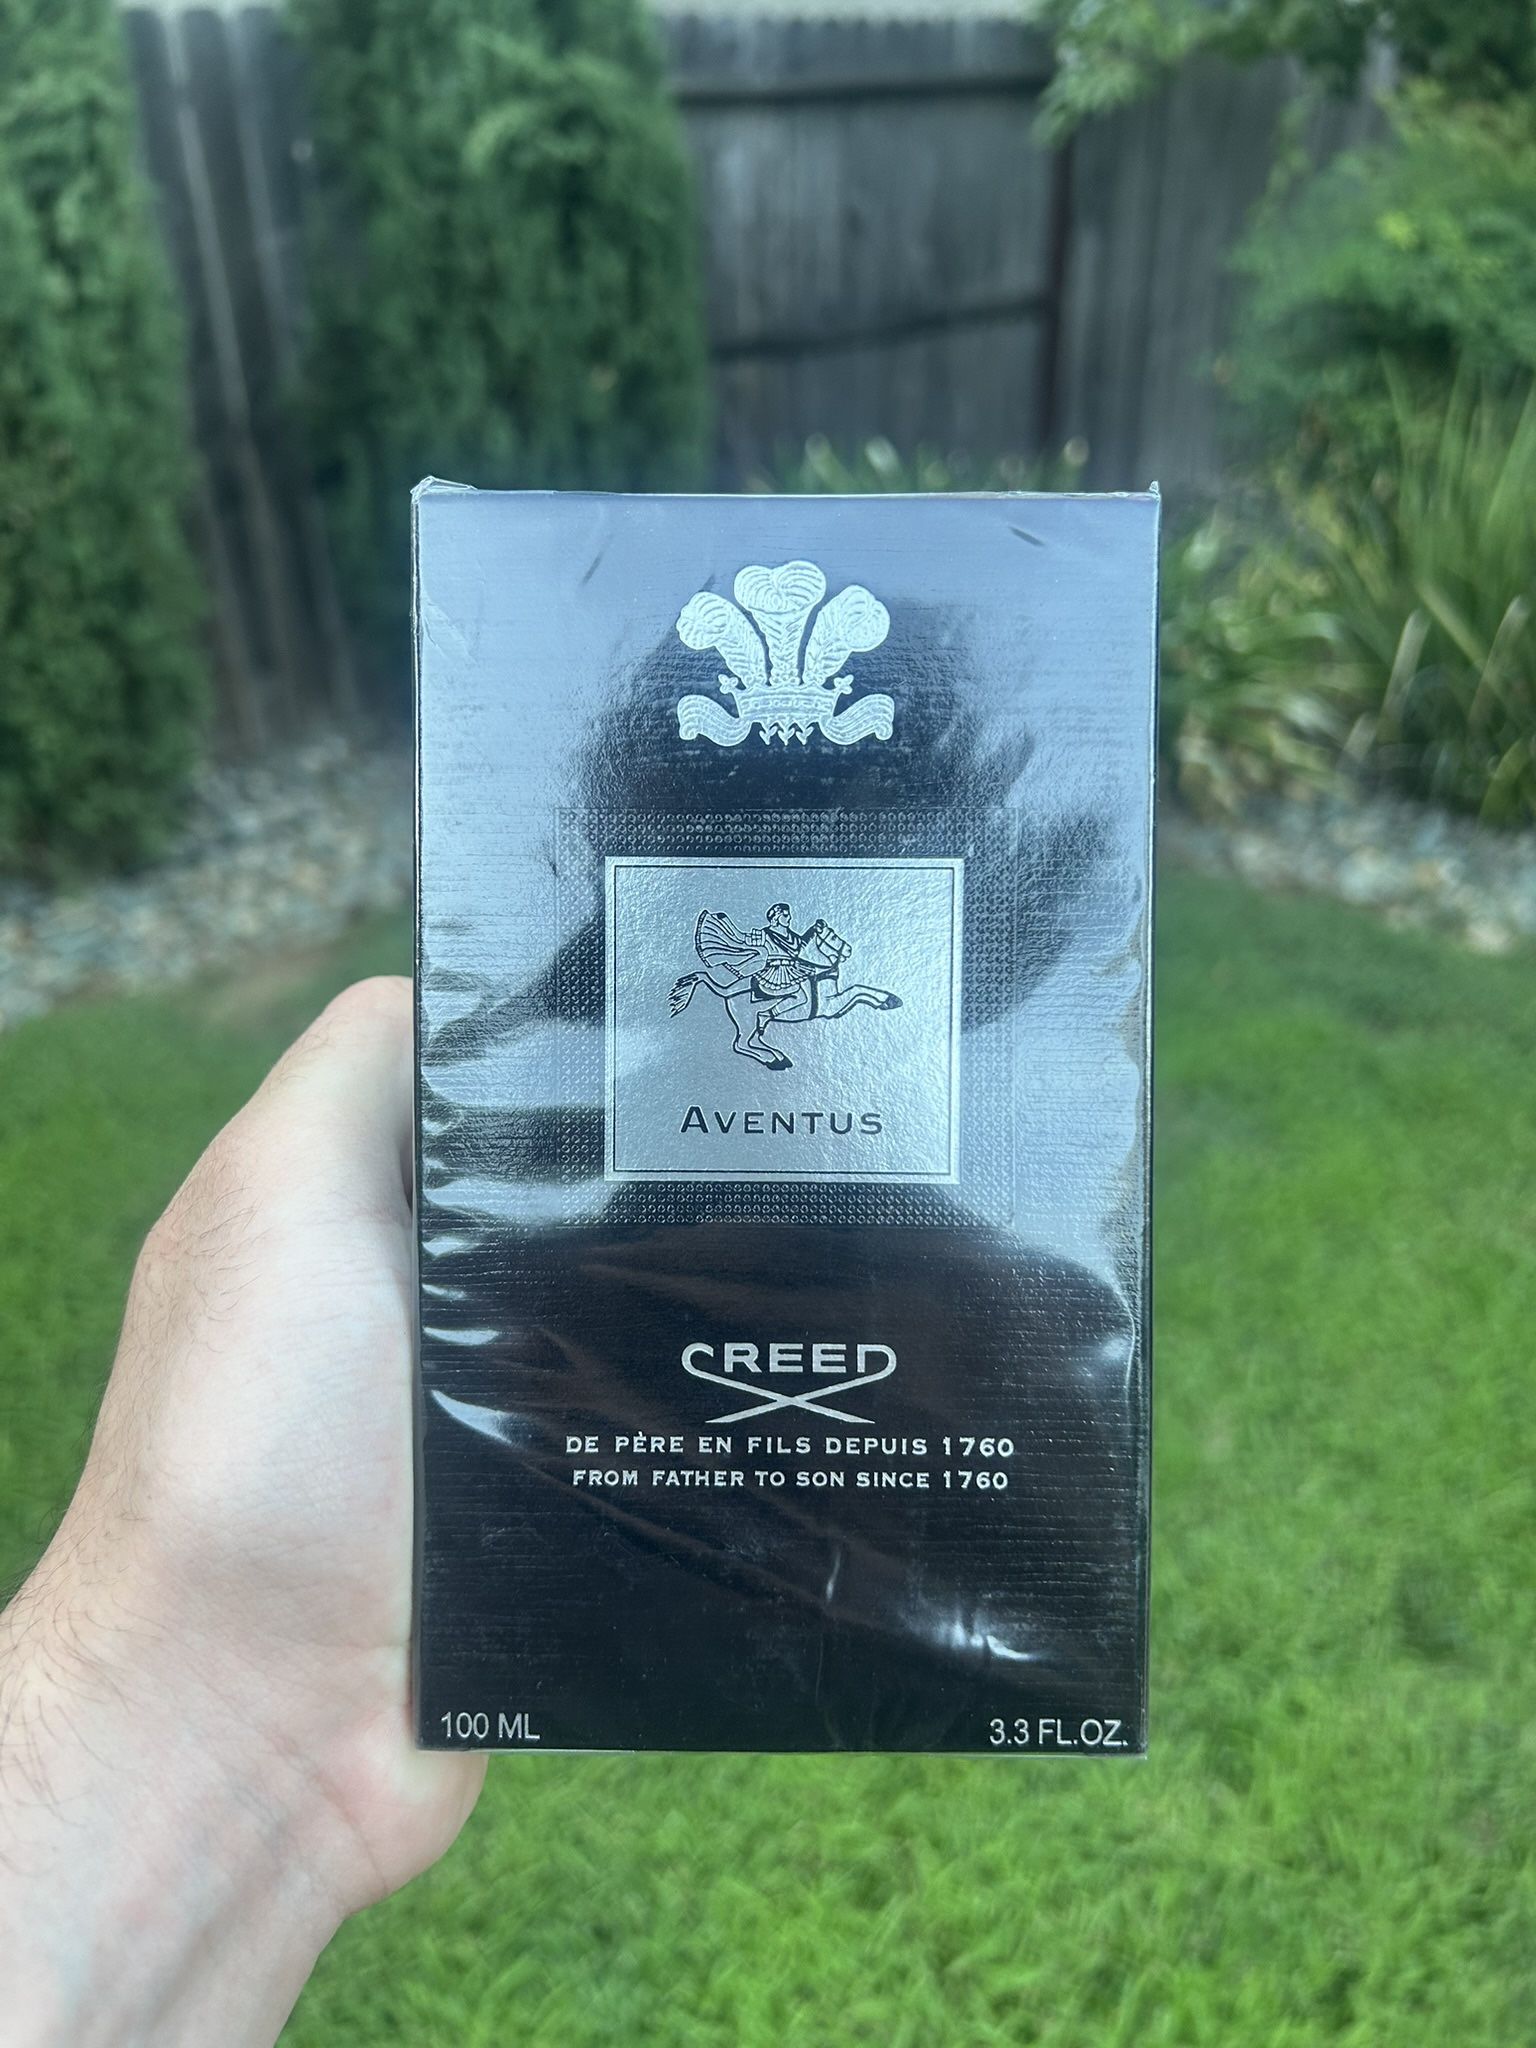 AVENTUS
CREED
DE PÈRE EN FILS DEPUIS 1760
FROM FATHER TO SON SINCE 1760
100 ML
3.3 FL.OZ.